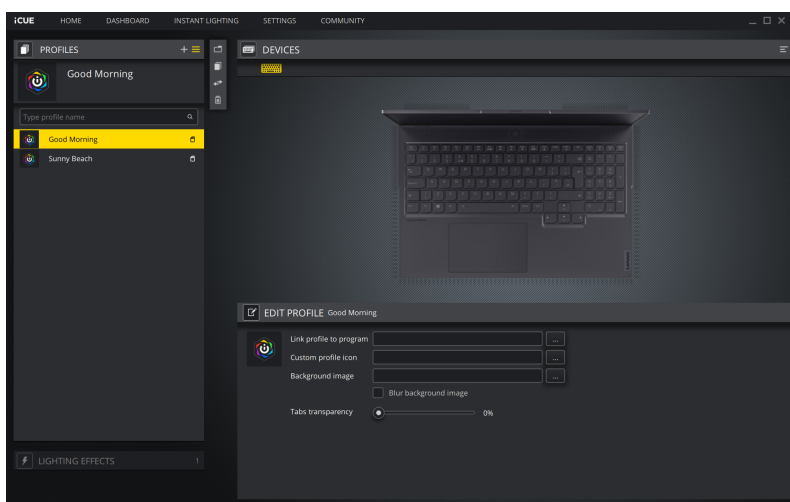 iCUE HOME DASHBOARD INSTANT LIGHTING SETTINGS COMMUNITY
PROFILES
DEVICES
Good Morning
Type profile name
Good Morning
Sunny Beach
EDIT PROFILE Good Morning
Link profile to program ...
Custom profile icon ...
Background image ...
Blur background image
Tabs transparency 0%
LIGHTING EFFECTS 1